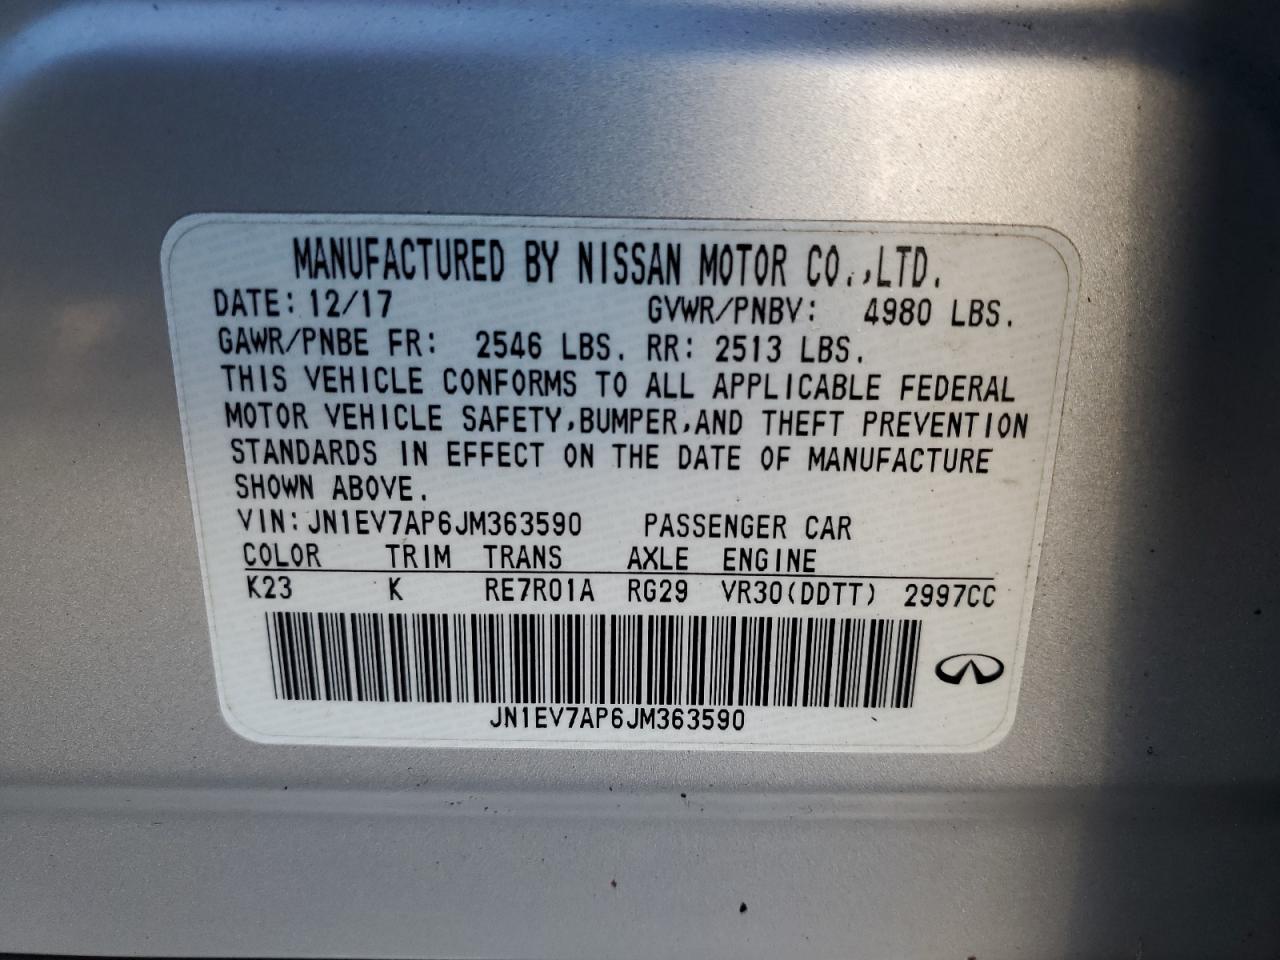 MANUFACTURED BY NISSAN MOTOR CO.,LTD.
DATE: 12/17 GVWR/PNBV: 4980 LBS.
GAWR/PNBE FR: 2546 LBS. RR: 2513 LBS.
THIS VEHICLE CONFORMS TO ALL APPLICABLE FEDERAL
MOTOR VEHICLE SAFETY,BUMPER,AND THEFT PREVENTION
STANDARDS IN EFFECT ON THE DATE OF MANUFACTURE
SHOWN ABOVE.
VIN: JN1EV7AP6JM363590 PASSENGER CAR
COLOR TRIM TRANS AXLE ENGINE
K23 K RE7R01A RG29 VR30(DDTT) 2997CC
JN1EV7AP6JM363590